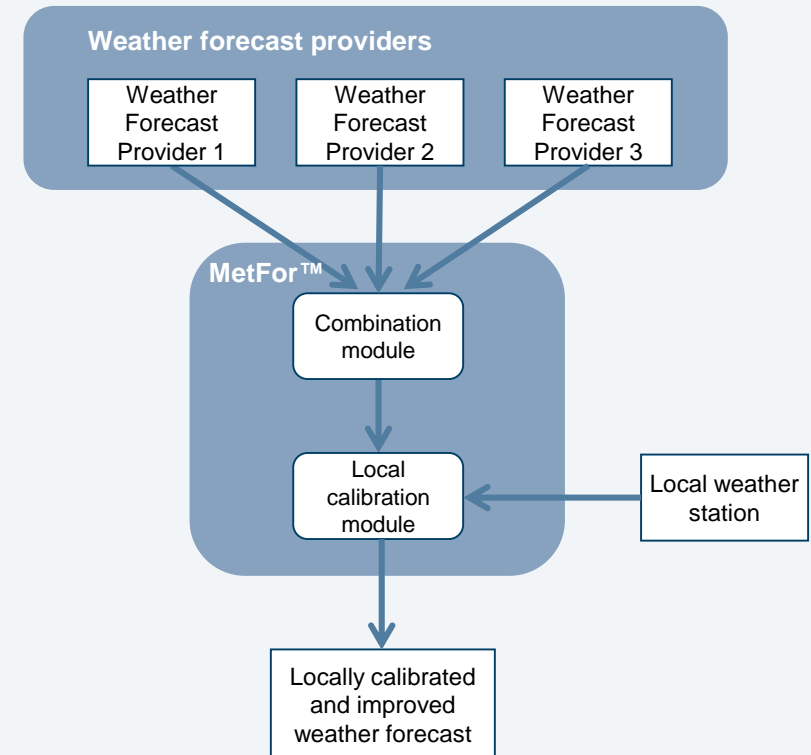 Weather forecast providers
Weather
Forecast
Provider 1
Weather
Forecast
Provider 2
Weather
Forecast
Provider 3
MetFor™
Combination
module
Local
calibration
module
Local weather
station
Locally calibrated
and improved
weather forecast